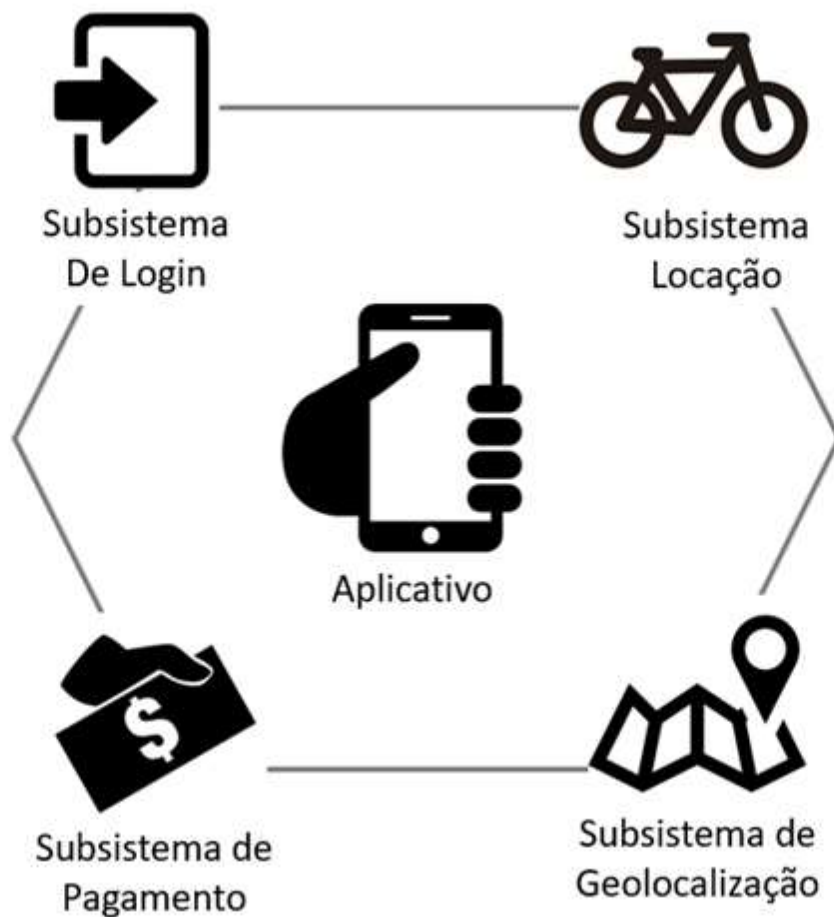 Subsistema
De Login
Subsistema
Locação
Aplicativo
$
Subsistema de
Pagamento
Subsistema de
Geolocalização